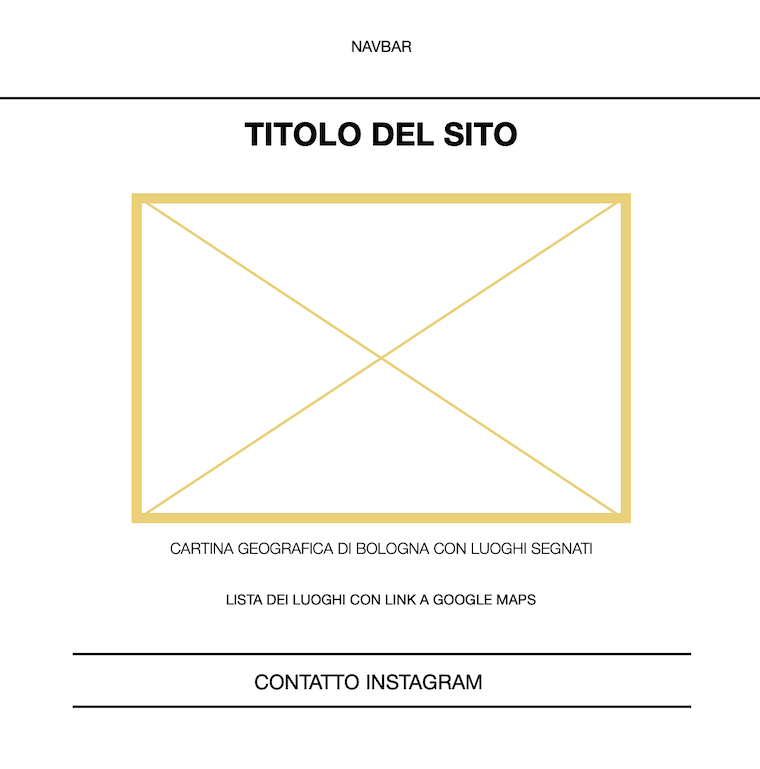 NAVBAR
TITOLO DEL SITO
CARTINA GEOGRAFICA DI BOLOGNA CON LUOGHI SEGNATI
LISTA DEI LUOGHI CON LINK A GOOGLE MAPS
CONTATTO INSTAGRAM